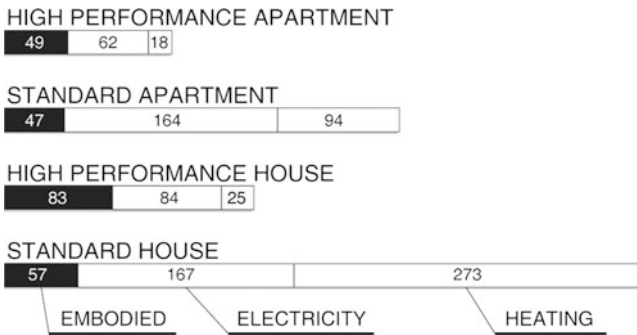 HIGH PERFORMANCE APARTMENT
49 62 18
STANDARD APARTMENT
47 164 94
HIGH PERFORMANCE HOUSE
83 84 25
STANDARD HOUSE
57 167 273
EMBODIED ELECTRICITY HEATING